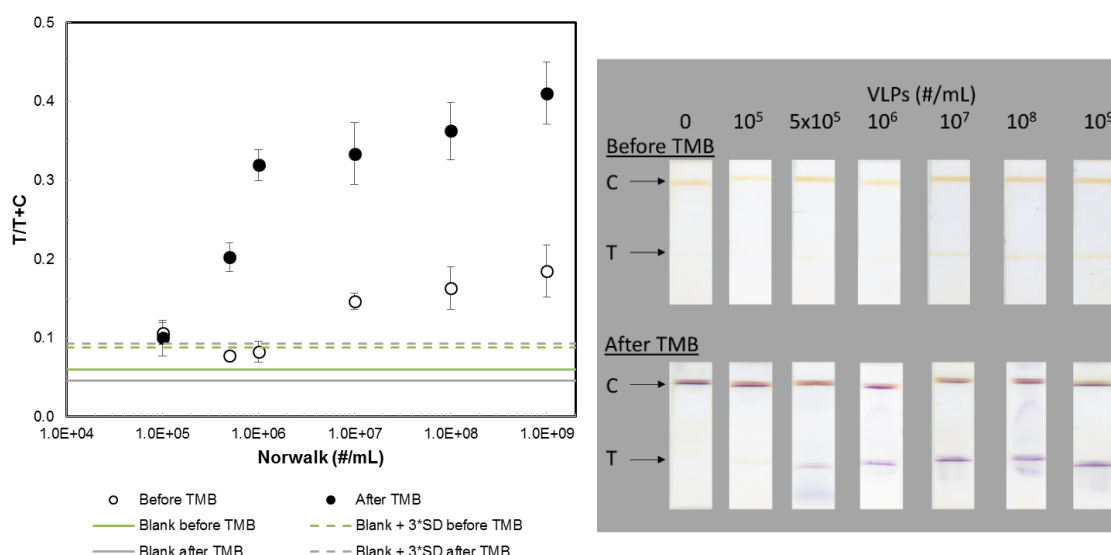 0.5
0.4
0.3
0.2
0.1
0.0
T/T+C
1.0E+04 1.0E+05 1.0E+06 1.0E+07 1.0E+08 1.0E+09
Norwalk (#/mL)
Before TMB After TMB
Blank before TMB Blank + 3*SD before TMB
Blank after TMB Blank + 3*SD after TMB
VLPs (#/mL)
0 10⁵ 5x10⁵ 10⁶ 10⁷ 10⁸ 10⁹
Before TMB
C
T
After TMB
C
T